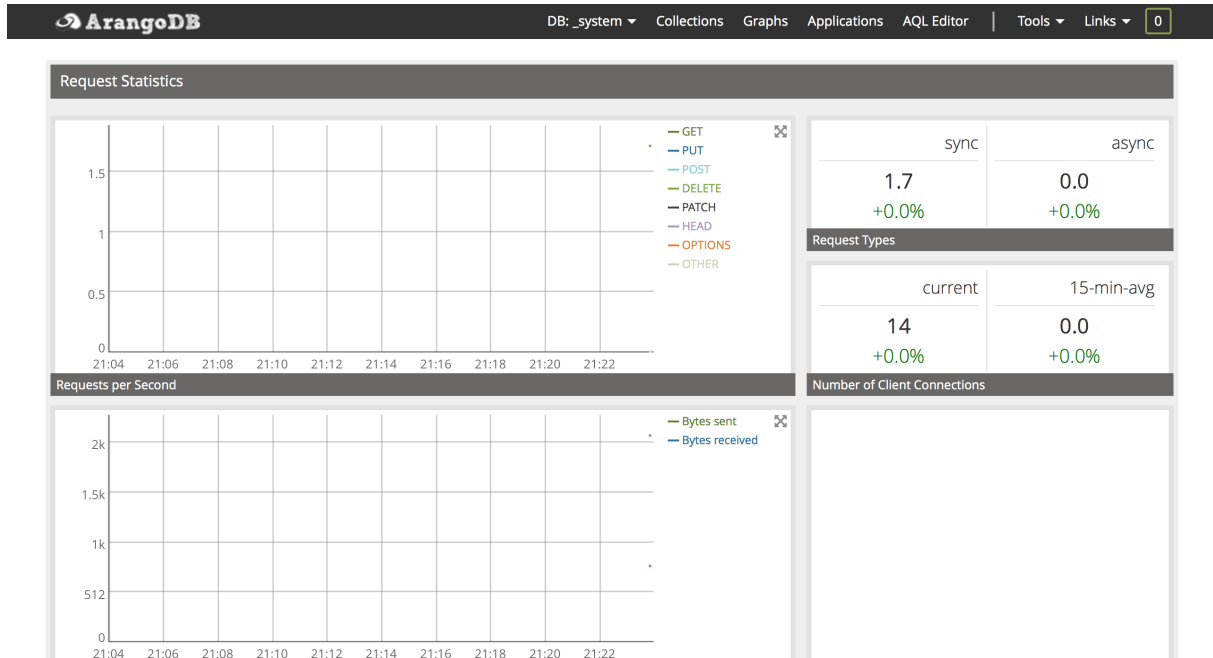 ArangoDB DB: _system Collections Graphs Applications AQL Editor | Tools Links 0
Request Statistics
GET
PUT
POST
DELETE
PATCH
HEAD
OPTIONS
OTHER
1.5
1
0.5
0
21:04 21:06 21:08 21:10 21:12 21:14 21:16 21:18 21:20 21:22
Requests per Second
sync async
1.7 0.0
+0.0% +0.0%
Request Types
current 15-min-avg
14 0.0
+0.0% +0.0%
Number of Client Connections
Bytes sent
Bytes received
2k
1.5k
1k
512
0
21:04 21:06 21:08 21:10 21:12 21:14 21:16 21:18 21:20 21:22